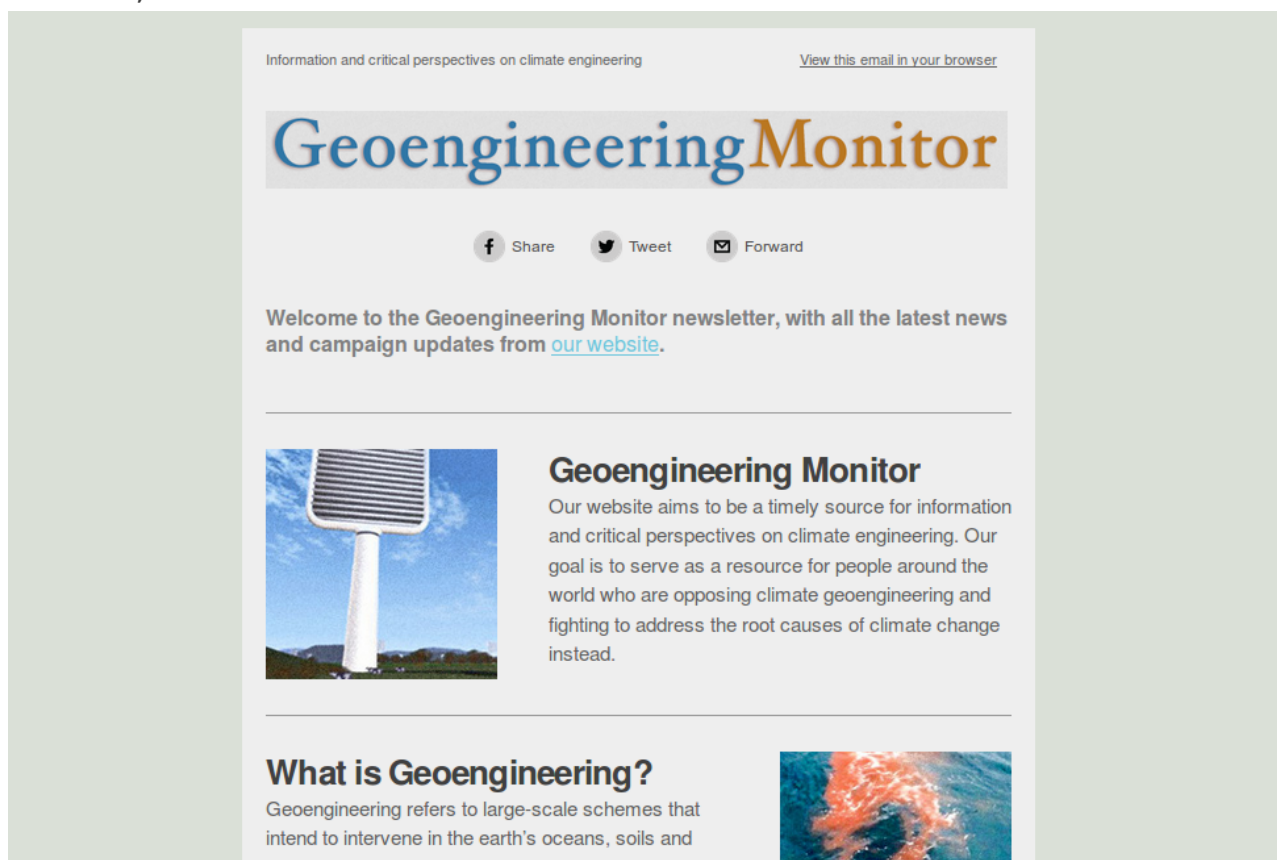 Information and critical perspectives on climate engineering
View this email in your browser
GeoengineeringMonitor
Share
Tweet
Forward
Welcome to the Geoengineering Monitor newsletter, with all the latest news
and campaign updates from our website.
Geoengineering Monitor
Our website aims to be a timely source for information
and critical perspectives on climate engineering. Our
goal is to serve as a resource for people around the
world who are opposing climate geoengineering and
fighting to address the root causes of climate change
instead.
What is Geoengineering?
Geoengineering refers to large-scale schemes that
intend to intervene in the earth’s oceans, soils and